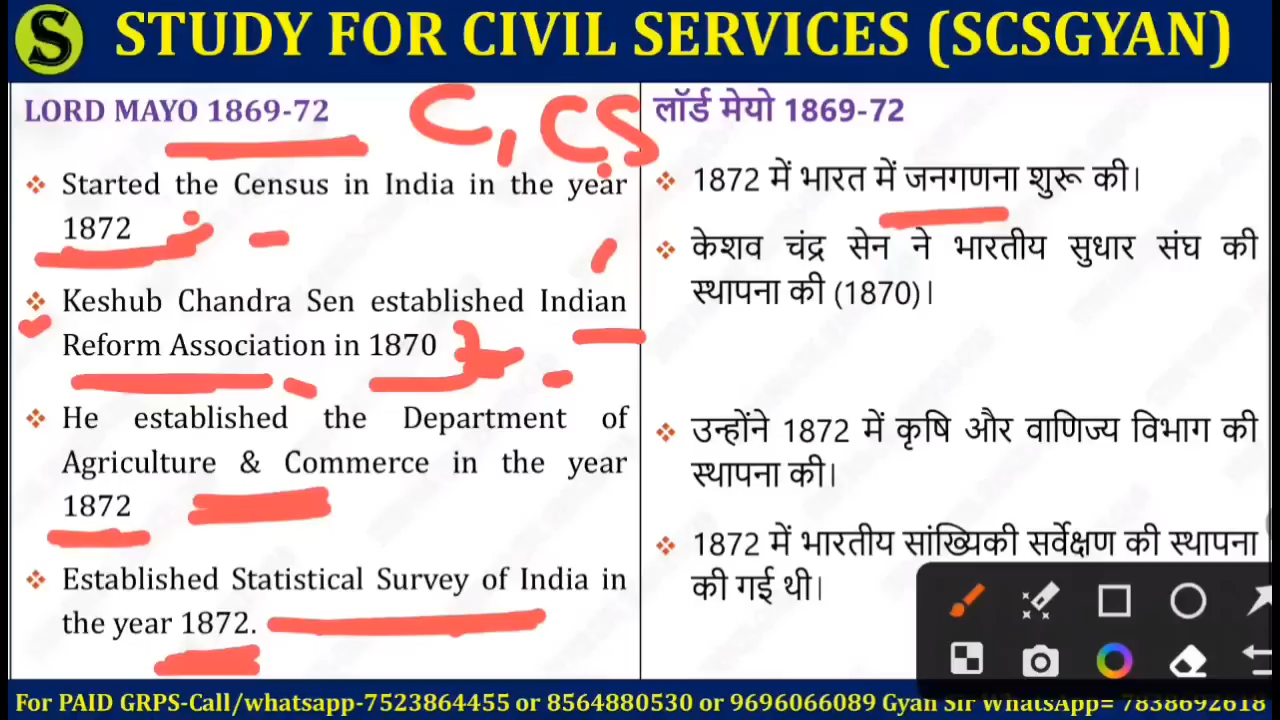 S STUDY FOR CIVIL SERVICES (SCSGYAN)
LORD MAYO 1869-72
C, CS
❖ Started the Census in India in the year
1872
❖ Keshub Chandra Sen established Indian
Reform Association in 1870
❖ He established the Department of
Agriculture & Commerce in the year
1872
❖ Established Statistical Survey of India in
the year 1872.
लॉर्ड मेयो 1869-72
❖ 1872 में भारत में जनगणना शुरू की।
❖ केशव चंद्र सेन ने भारतीय सुधार संघ की
स्थापना की (1870)।
❖ उन्होंने 1872 में कृषि और वाणिज्य विभाग की
स्थापना की।
❖ 1872 में भारतीय सांख्यिकी सर्वेक्षण की स्थापना
की गई थी।
For PAID GRPS-Call/whatsapp-7523864455 or 8564880530 or 9696066089 Gyan Sir WhatsApp= 7838692618